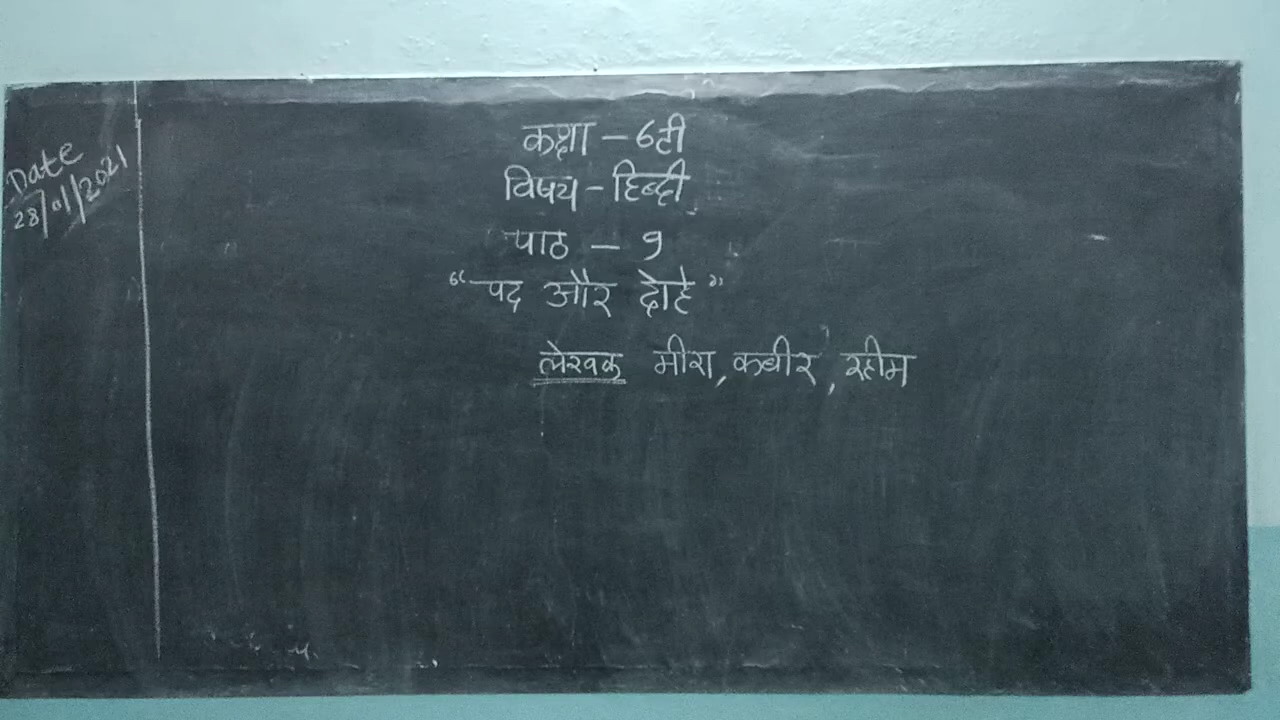 Date
28/01/2021
कक्षा – 6टी
विषय – हिन्दी
पाठ – 9
“पद और दोहे”
लेखक मीरा, कबीर, रहीम